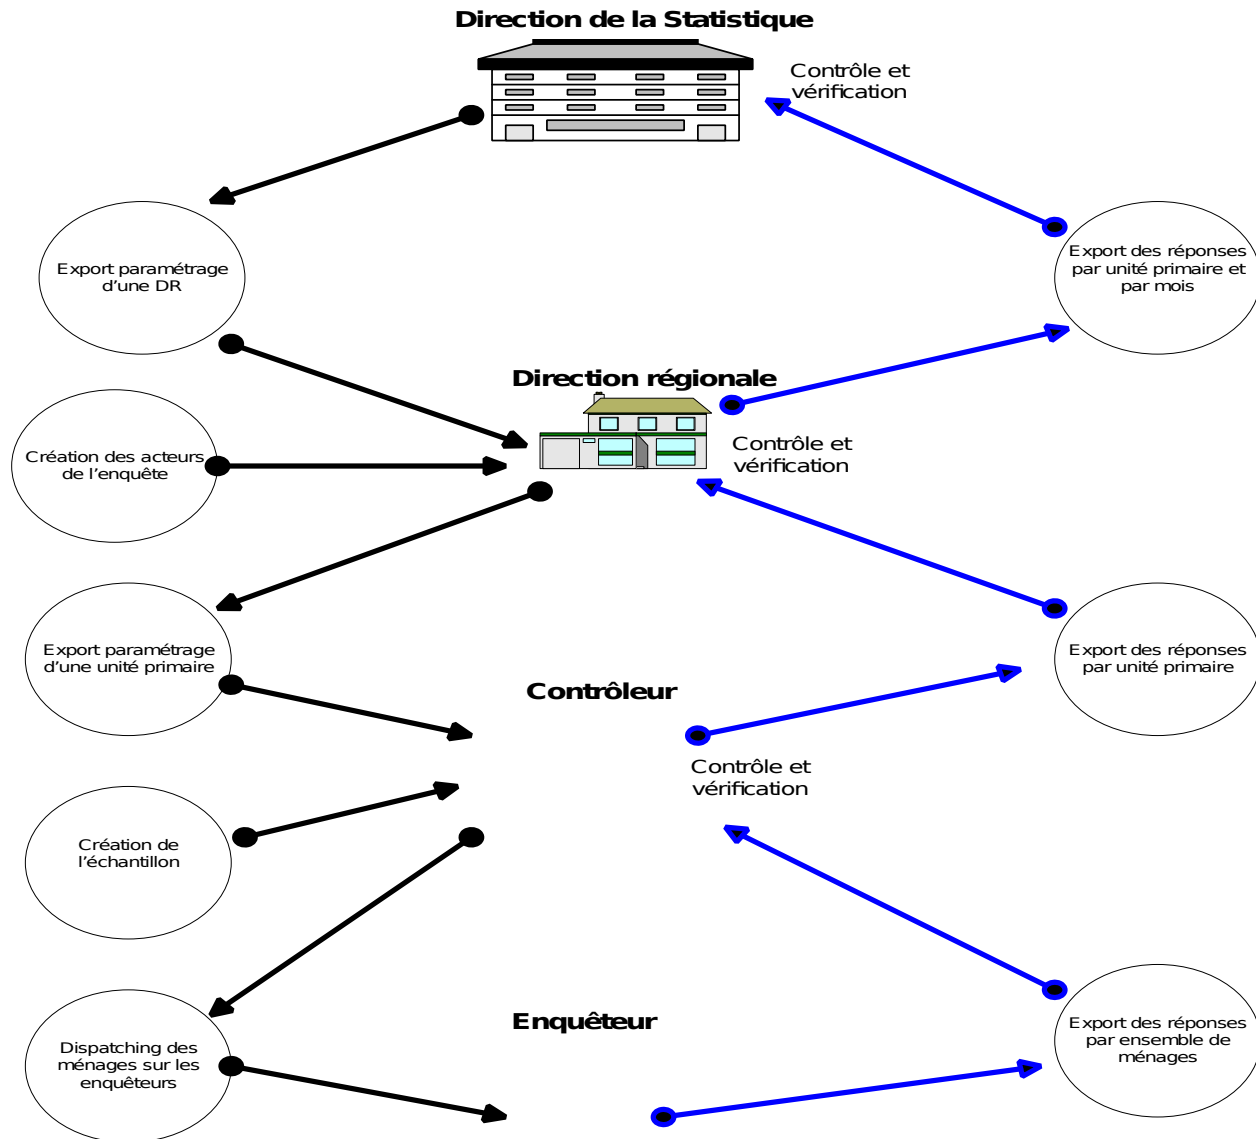 Direction de la Statistique
Contrôle et
vérification
Export paramétrage
d'une DR
Export des réponses
par unité primaire et
par mois
Direction régionale
Création des acteurs
de l'enquête
Contrôle et
vérification
Export paramétrage
d'une unité primaire
Export des réponses
par unité primaire
Contrôleur
Contrôle et
vérification
Création de
l'échantillon
Enquêteur
Dispatching des
ménages sur les
enquêteurs
Export des réponses
par ensemble de
ménages